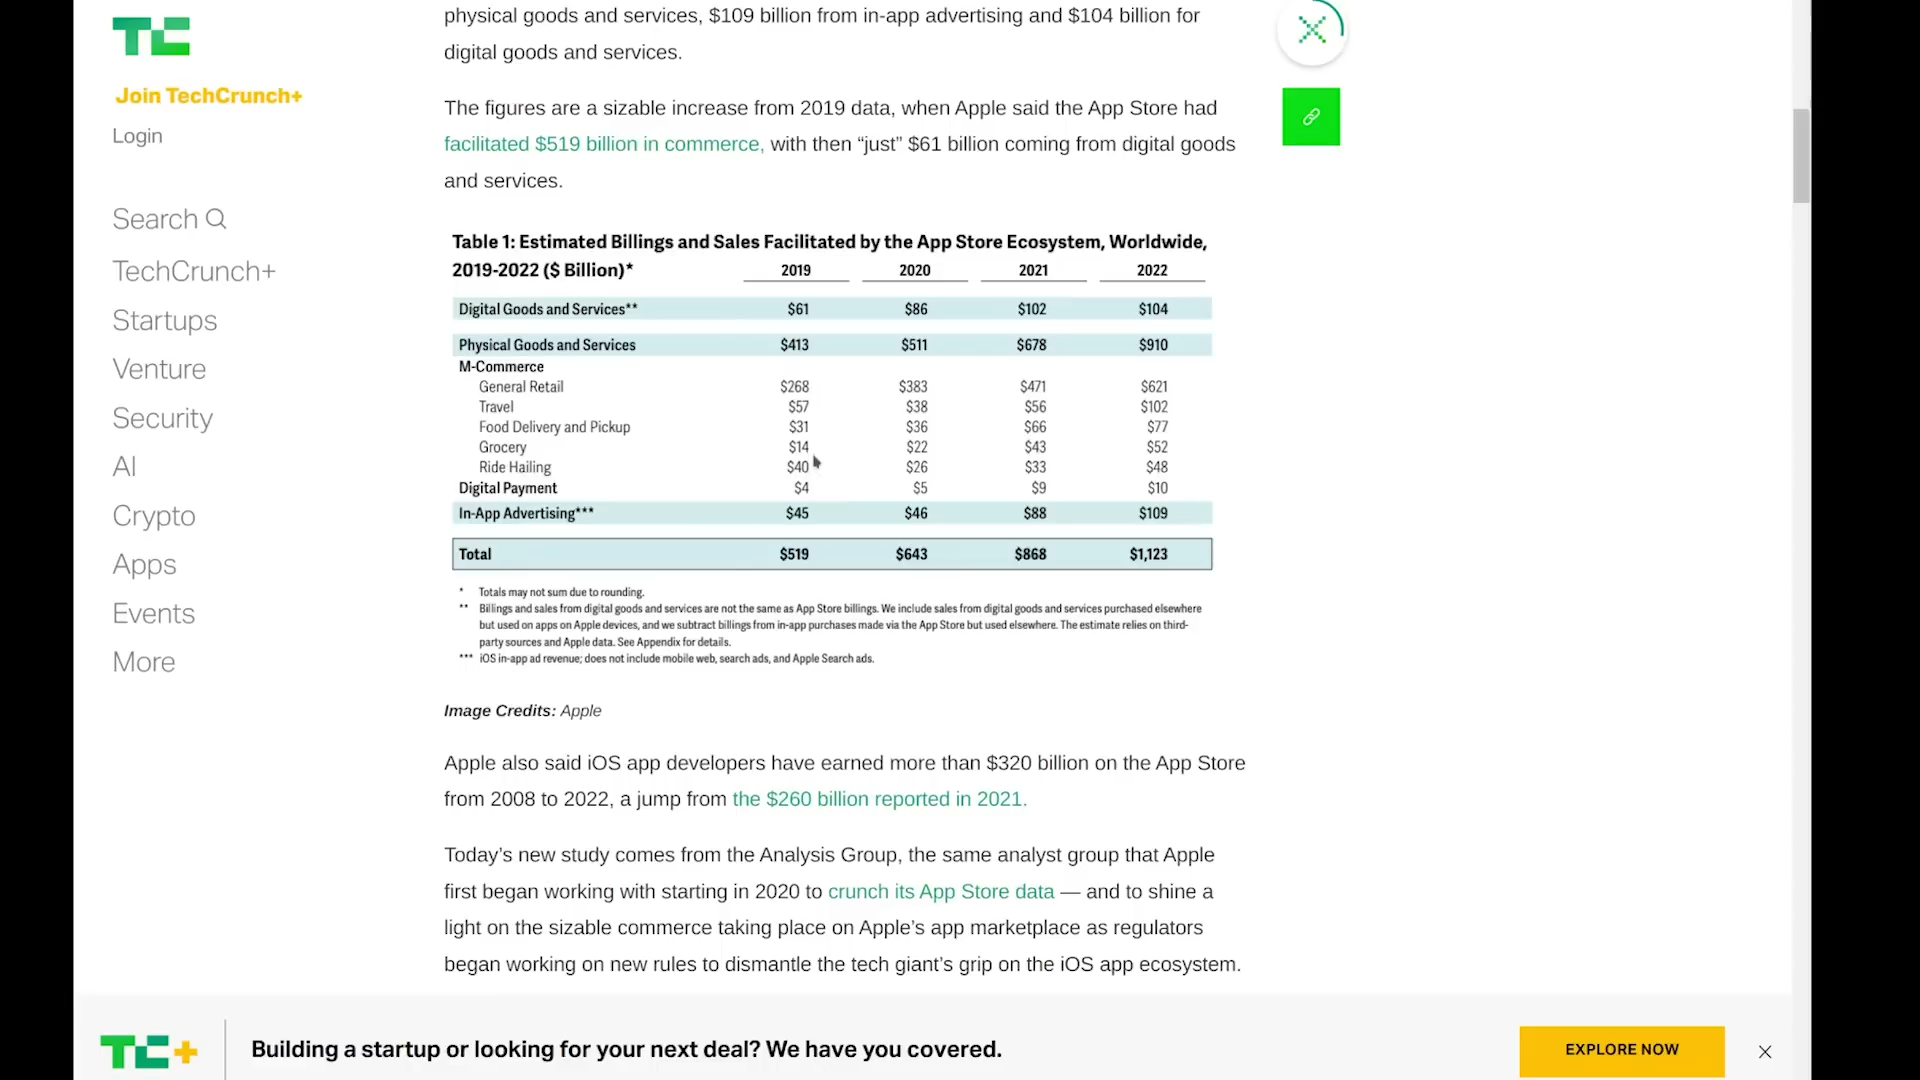 TC
Join TechCrunch+
Login
Search
TechCrunch+
Startups
Venture
Security
AI
Crypto
Apps
Events
More
physical goods and services, $109 billion from in-app advertising and $104 billion for
digital goods and services.
The figures are a sizable increase from 2019 data, when Apple said the App Store had
facilitated $519 billion in commerce, with then “just” $61 billion coming from digital goods
and services.
Table 1: Estimated Billings and Sales Facilitated by the App Store Ecosystem, Worldwide,
2019-2022 ($ Billion)* 2019 2020 2021 2022
Digital Goods and Services** $61 $86 $102 $104
Physical Goods and Services $413 $511 $678 $910
M-Commerce
General Retail $268 $383 $471 $621
Travel $57 $38 $56 $102
Food Delivery and Pickup $31 $36 $66 $77
Grocery $14 $22 $43 $52
Ride Hailing $40 $26 $33 $48
Digital Payment $4 $5 $9 $10
In-App Advertising*** $45 $46 $88 $109
Total $519 $643 $868 $1,123
* Totals may not sum due to rounding.
** Billings and sales from digital goods and services are not the same as App Store billings. We include sales from digital goods and services purchased elsewhere
but used on apps on Apple devices, and we subtract billings from in-app purchases made via the App Store but used elsewhere. The estimate relies on third-
party sources and Apple data. See Appendix for details.
*** iOS in-app ad revenue; does not include mobile web, search ads, and Apple Search ads.
Image Credits: Apple
Apple also said iOS app developers have earned more than $320 billion on the App Store
from 2008 to 2022, a jump from the $260 billion reported in 2021.
Today’s new study comes from the Analysis Group, the same analyst group that Apple
first began working with starting in 2020 to crunch its App Store data — and to shine a
light on the sizable commerce taking place on Apple’s app marketplace as regulators
began working on new rules to dismantle the tech giant’s grip on the iOS app ecosystem.
TC+
Building a startup or looking for your next deal? We have you covered.
EXPLORE NOW